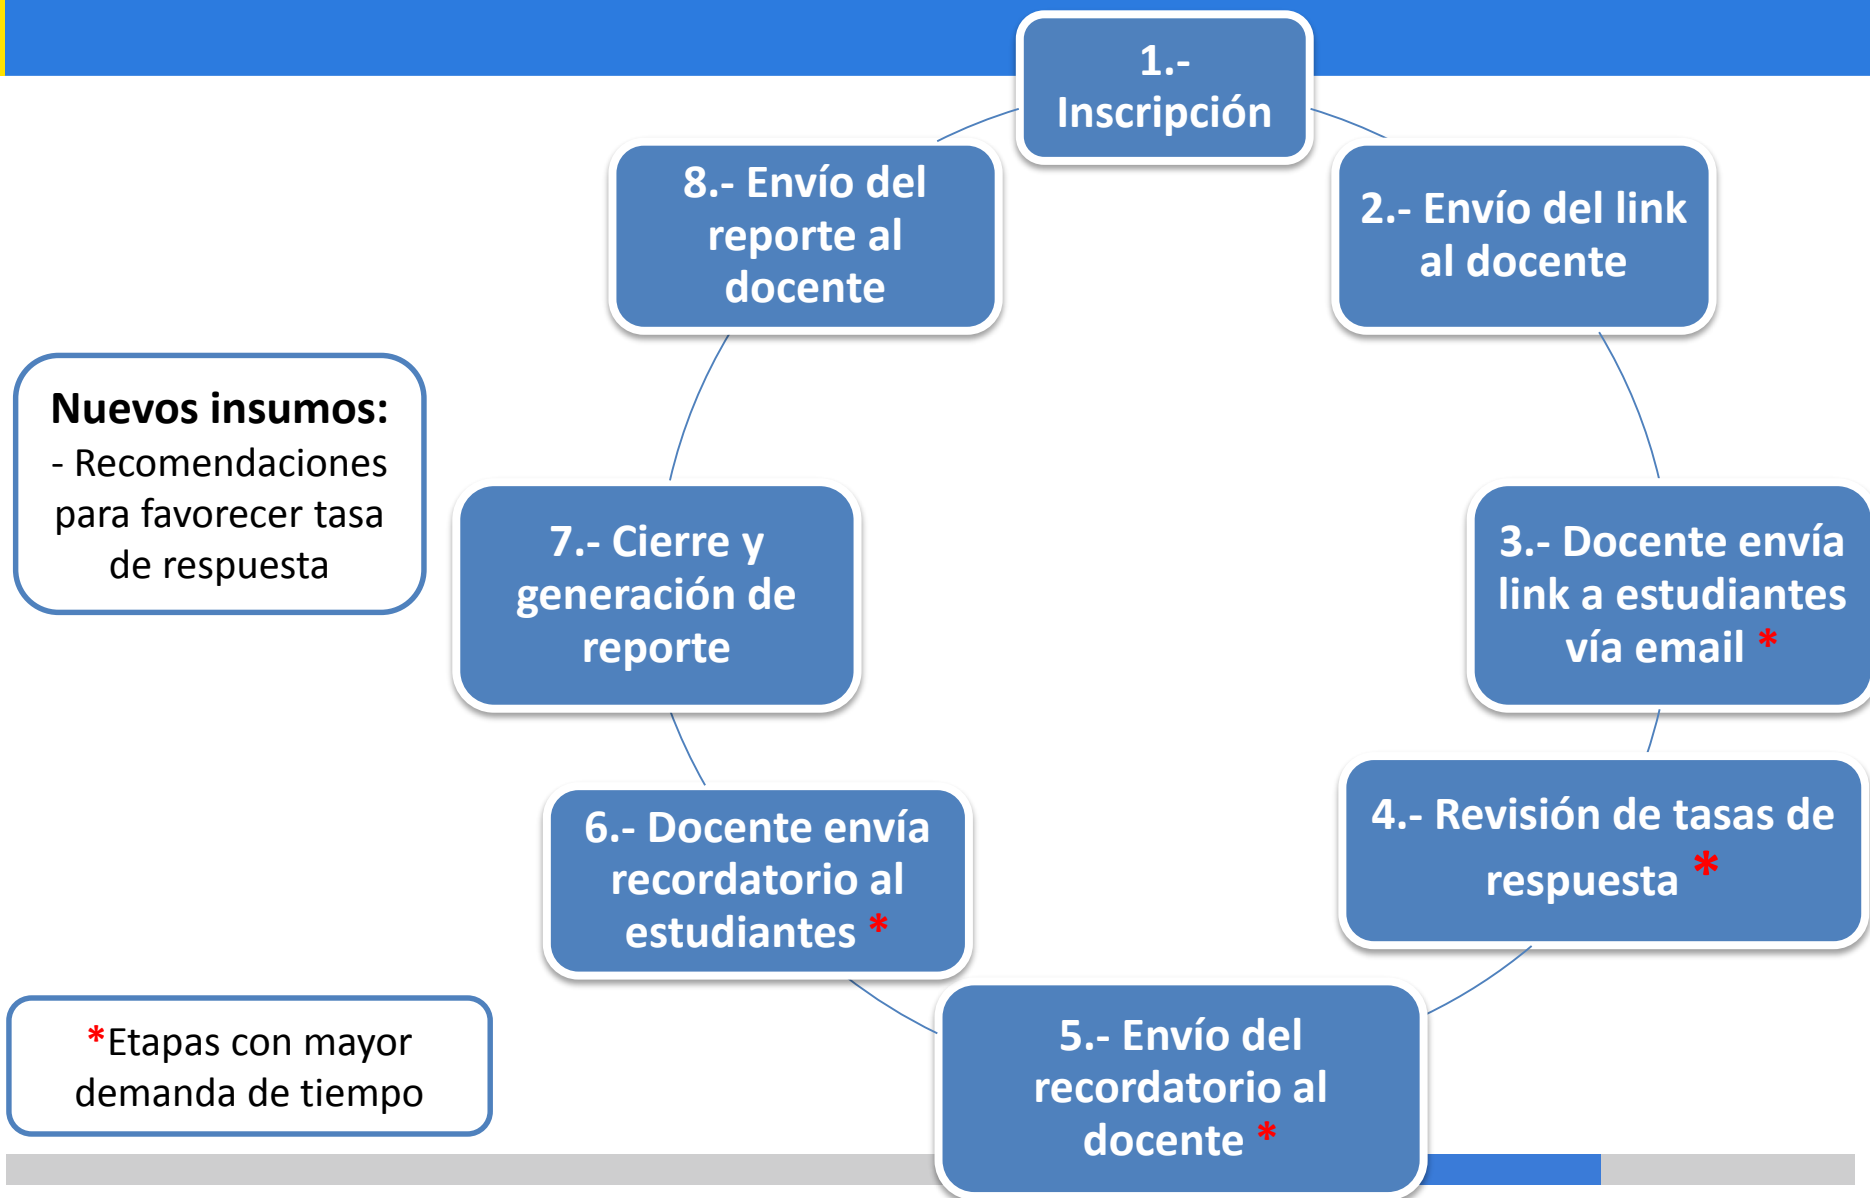 1.-
Inscripción
2.- Envío del link
al docente
3.- Docente envía
link a estudiantes
vía email *
4.- Revisión de tasas de
respuesta *
5.- Envío del
recordatorio al
docente *
6.- Docente envía
recordatorio al
estudiantes *
7.- Cierre y
generación de
reporte
8.- Envío del
reporte al
docente
Nuevos insumos:
- Recomendaciones
para favorecer tasa
de respuesta
*Etapas con mayor
demanda de tiempo